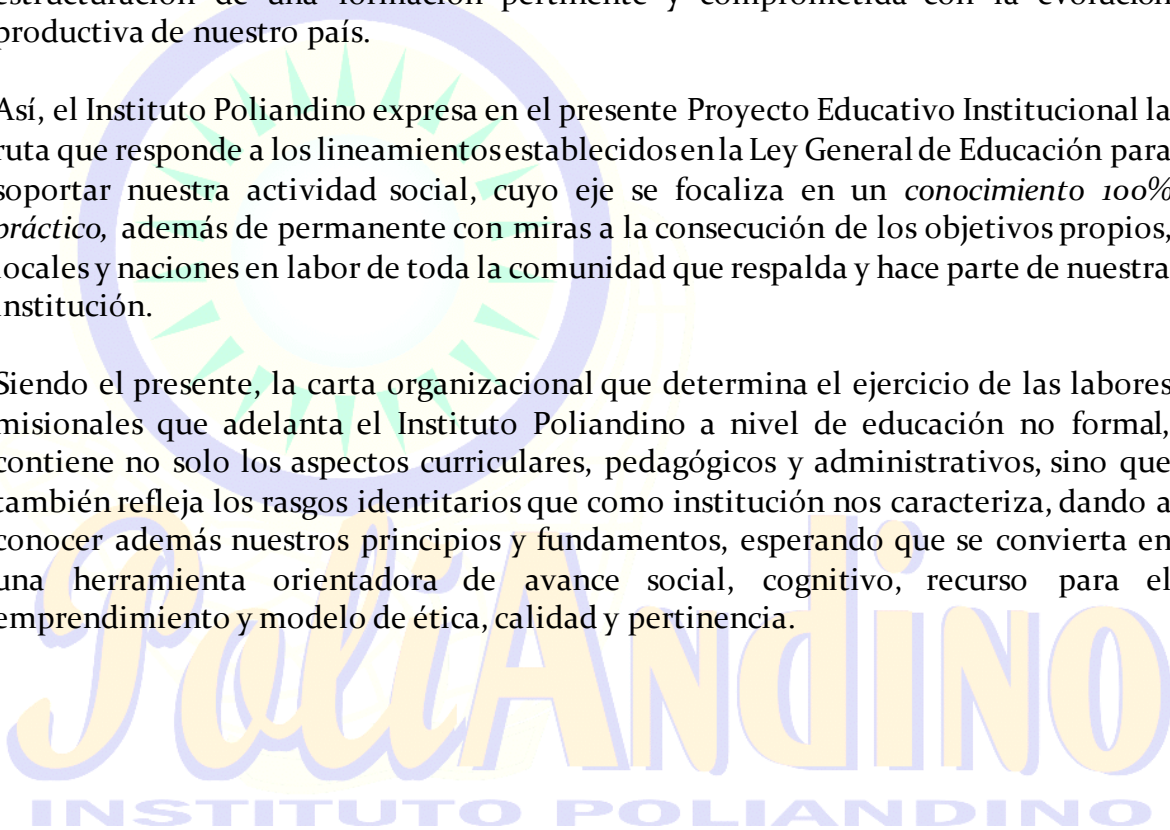 estructuración de una formación pertinente y comprometida con la evolución
productiva de nuestro país.
Así, el Instituto Poliandino expresa en el presente Proyecto Educativo Institucional la
ruta que responde a los lineamientos establecidos en la Ley General de Educación para
soportar nuestra actividad social, cuyo eje se focaliza en un conocimiento 100%
práctico, además de permanente con miras a la consecución de los objetivos propios,
locales y naciones en labor de toda la comunidad que respalda y hace parte de nuestra
institución.
Siendo el presente, la carta organizacional que determina el ejercicio de las labores
misionales que adelanta el Instituto Poliandino a nivel de educación no formal,
contiene no solo los aspectos curriculares, pedagógicos y administrativos, sino que
también refleja los rasgos identitarios que como institución nos caracteriza, dando a
conocer además nuestros principios y fundamentos, esperando que se convierta en
una herramienta orientadora de avance social, cognitivo, recurso para el
emprendimiento y modelo de ética, calidad y pertinencia.
PoliAndiNO
INSTITUTO POLIANDINO